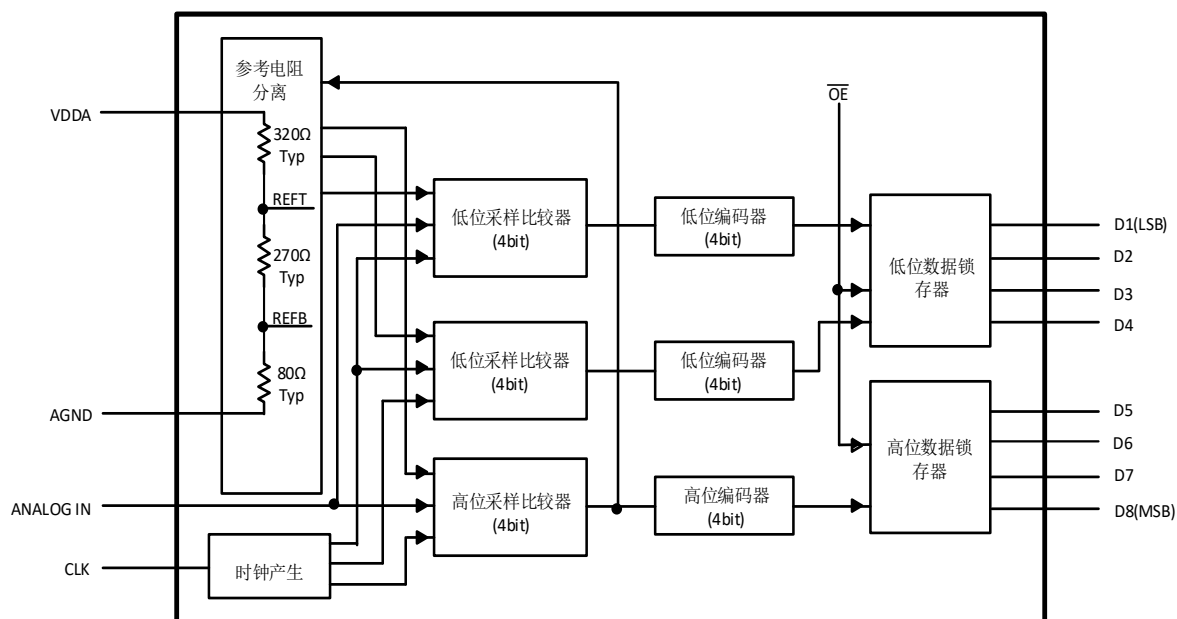 参考电阻
分离
VDDA
320Ω
Typ
REFT
270Ω
Typ
REFB
80Ω
Typ
AGND
ANALOG IN
CLK
时钟产生
低位采样比较器
(4bit)
低位采样比较器
(4bit)
高位采样比较器
(4bit)
低位编码器
(4bit)
低位编码器
(4bit)
高位编码器
(4bit)
OE
低位数据锁
存器
高位数据锁
存器
D1(LSB)
D2
D3
D4
D5
D6
D7
D8(MSB)